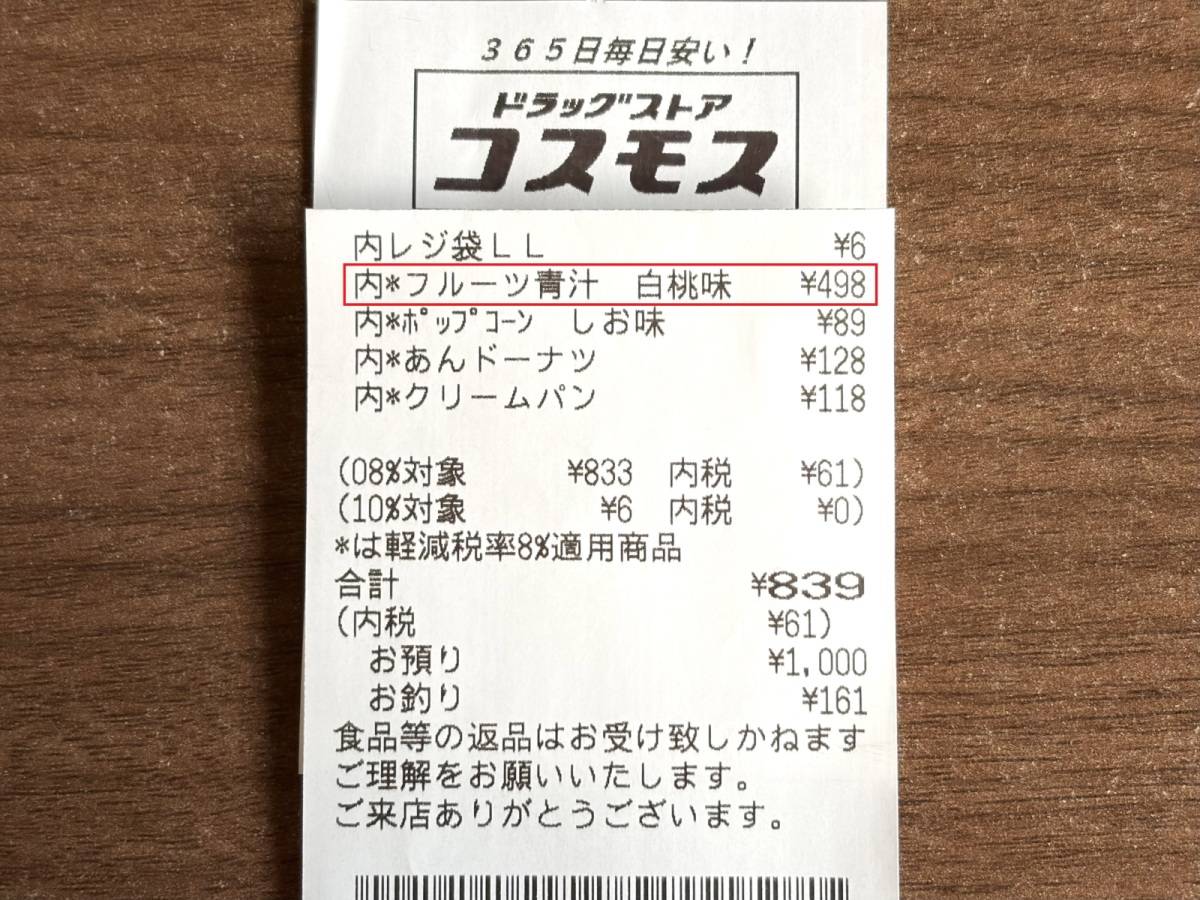 365日毎日安い!
ドラッグストア
コスモス
内レジ袋LL ¥6
内*フルーツ青汁 白桃味 ¥498
内*ポップコーン しお味 ¥89
内*あんドーナツ ¥128
内*クリームパン ¥118
(08%対象 ¥833 内税 ¥61)
(10%対象 ¥6 内税 ¥0)
*は軽減税率8%適用商品
合計 ¥839
(内税 ¥61)
お預り ¥1,000
お釣り ¥161
食品等の返品はお受け致しかねます
ご理解をお願いいたします。
ご来店ありがとうございます。